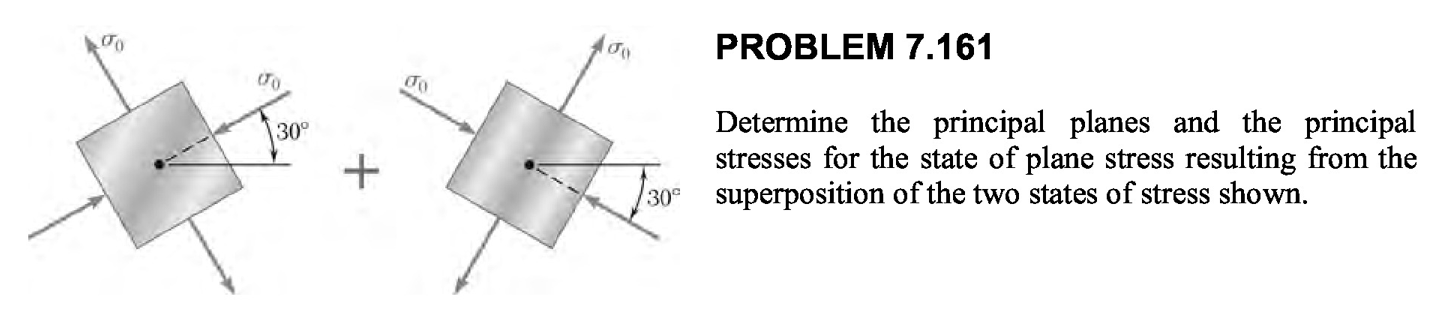 σ₀
σ₀
30°
+
σ₀
σ₀
30°
PROBLEM 7.161
Determine the principal planes and the principal
stresses for the state of plane stress resulting from the
superposition of the two states of stress shown.